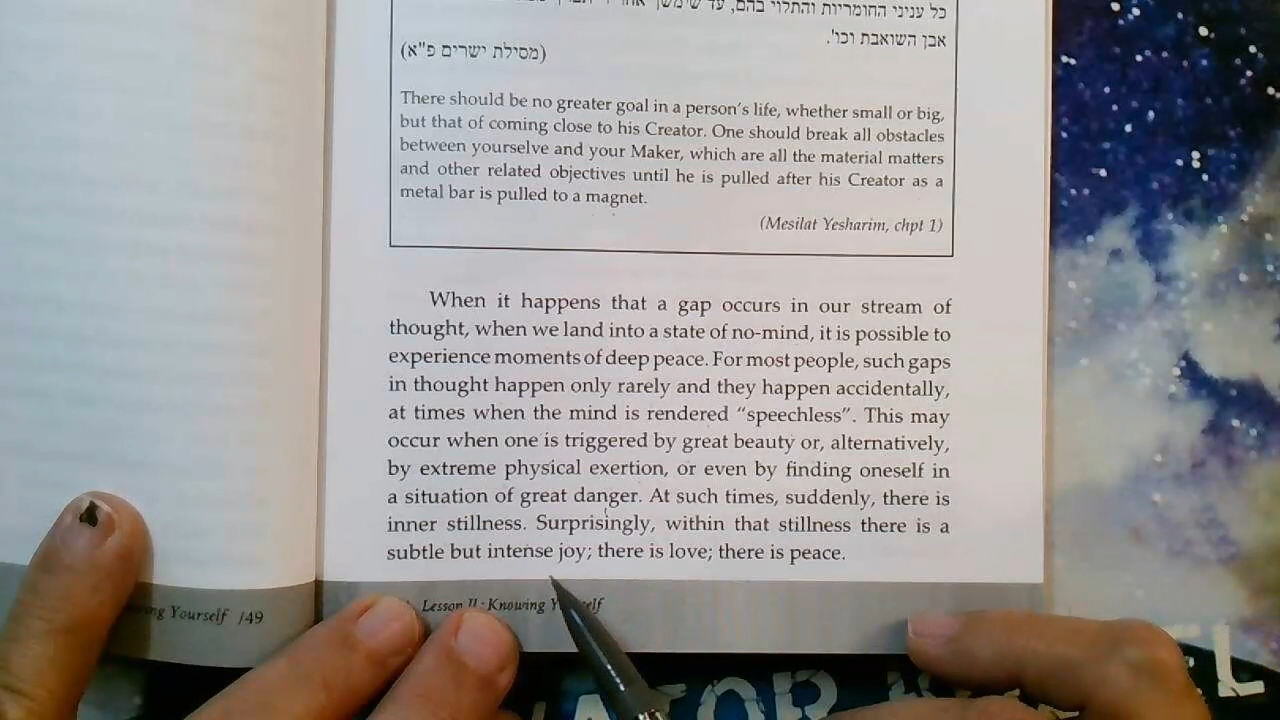 כל עניני החומריות והתלוי בהם, עד שימשך אחריו יתברך
אבן השואבת וכו'.
(מסילת ישרים פ"א)
There should be no greater goal in a person's life, whether small or big,
but that of coming close to his Creator. One should break all obstacles
between yourselve and your Maker, which are all the material matters
and other related objectives until he is pulled after his Creator as a
metal bar is pulled to a magnet.
(Mesilat Yesharim, chpt 1)
When it happens that a gap occurs in our stream of
thought, when we land into a state of no-mind, it is possible to
experience moments of deep peace. For most people, such gaps
in thought happen only rarely and they happen accidentally,
at times when the mind is rendered "speechless". This may
occur when one is triggered by great beauty or, alternatively,
by extreme physical exertion, or even by finding oneself in
a situation of great danger. At such times, suddenly, there is
inner stillness. Surprisingly, within that stillness there is a
subtle but intense joy; there is love; there is peace.
Yourself /49
Lesson II: Knowing Yourself